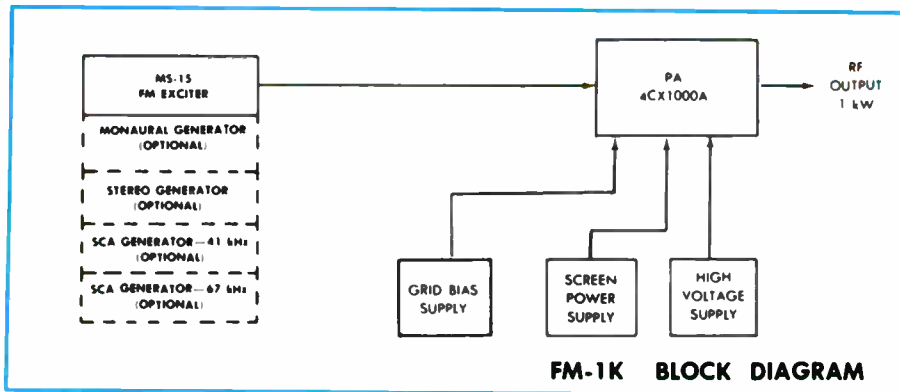 MS-15
FM EXCITER
MONAURAL GENERATOR
(OPTIONAL)
STEREO GENERATOR
(OPTIONAL)
SCA GENERATOR—41 kHz
(OPTIONAL)
SCA GENERATOR—67 kHz
(OPTIONAL)
PA
4CX1000A
RF
OUTPUT
1 kW
GRID BIAS
SUPPLY
SCREEN
POWER
SUPPLY
HIGH
VOLTAGE
SUPPLY
FM-1K BLOCK DIAGRAM